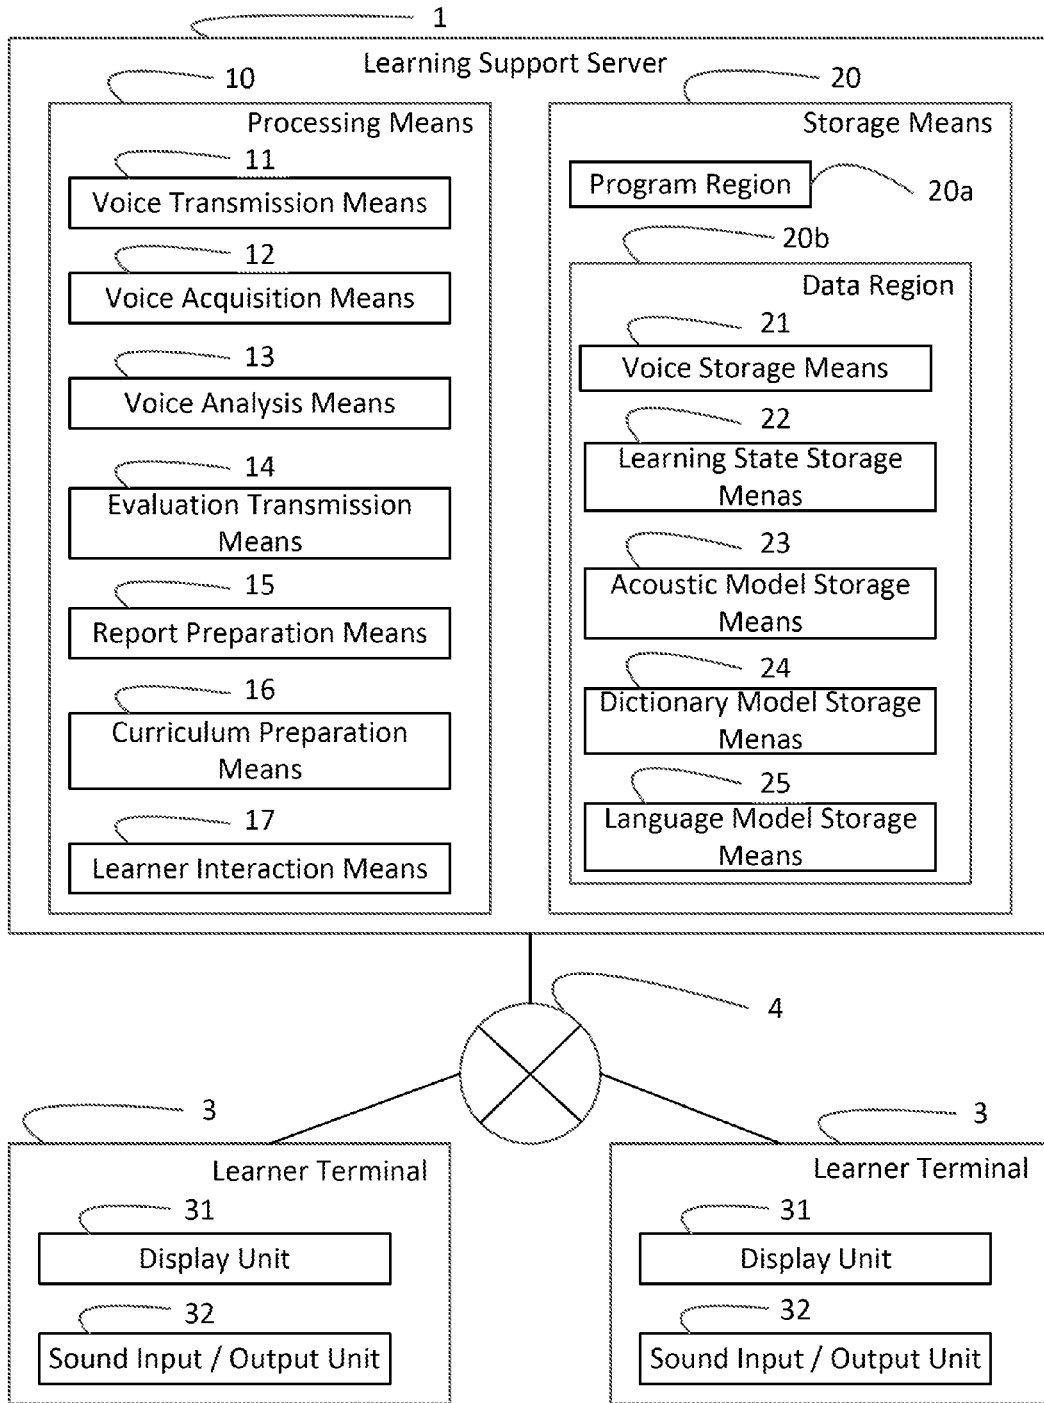 1
Learning Support Server
10
Processing Means
11
Voice Transmission Means
12
Voice Acquisition Means
13
Voice Analysis Means
14
Evaluation Transmission
Means
15
Report Preparation Means
16
Curriculum Preparation
Means
17
Learner Interaction Means
20
Storage Means
Program Region
20a
20b
Data Region
21
Voice Storage Means
22
Learning State Storage
Menas
23
Acoustic Model Storage
Means
24
Dictionary Model Storage
Menas
25
Language Model Storage
Means
4
3
Learner Terminal
31
Display Unit
32
Sound Input / Output Unit
3
Learner Terminal
31
Display Unit
32
Sound Input / Output Unit